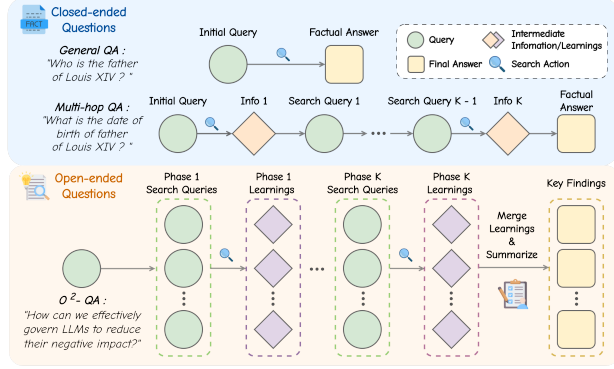 FACT
Closed-ended
Questions
General QA :
"Who is the father
of Louis XIV ? "
Initial Query
Factual Answer
Query
Intermediate
Infomation/Learnings
Final Answer
Search Action
Multi-hop QA :
"What is the date of
birth of father
of Louis XIV ? "
Initial Query
Info 1
Search Query 1
Search Query K - 1
Info K
Factual
Answer
Open-ended
Questions
Phase 1
Search Queries
Phase 1
Learnings
Phase K
Search Queries
Phase K
Learnings
Key Findings
Merge
Learnings
&
Summarize
O²- QA :
"How can we effectively
govern LLMs to reduce
their negative impact?"